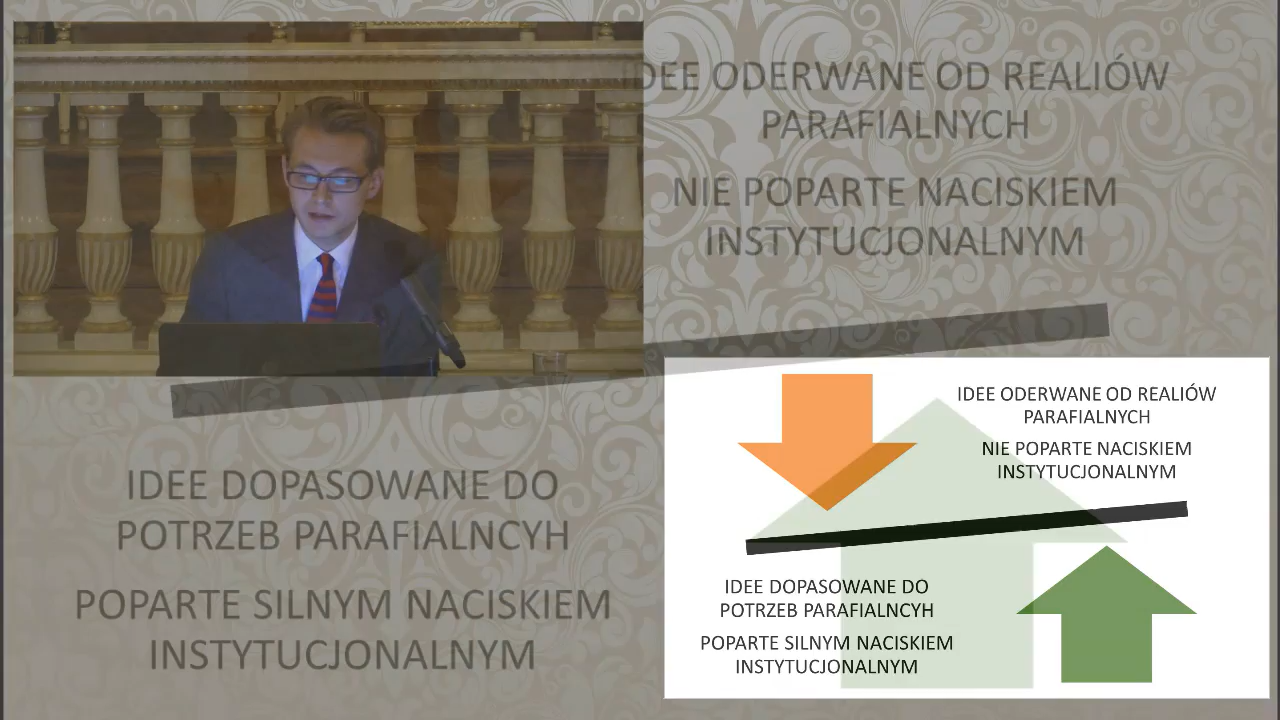 IDEE ODERWANE OD REALIÓW
PARAFIALNYCH
NIE POPARTE NACISKIEM
INSTYTUCJONALNYM
IDEE DOPASOWANE DO
POTRZEB PARAFIALNCYH
POPARTE SILNYM NACISKIEM
INSTYTUCJONALNYM
IDEE ODERWANE OD REALIÓW
PARAFIALNYCH
NIE POPARTE NACISKIEM
INSTYTUCJONALNYM
IDEE DOPASOWANE DO
POTRZEB PARAFIALNCYH
POPARTE SILNYM NACISKIEM
INSTYTUCJONALNYM